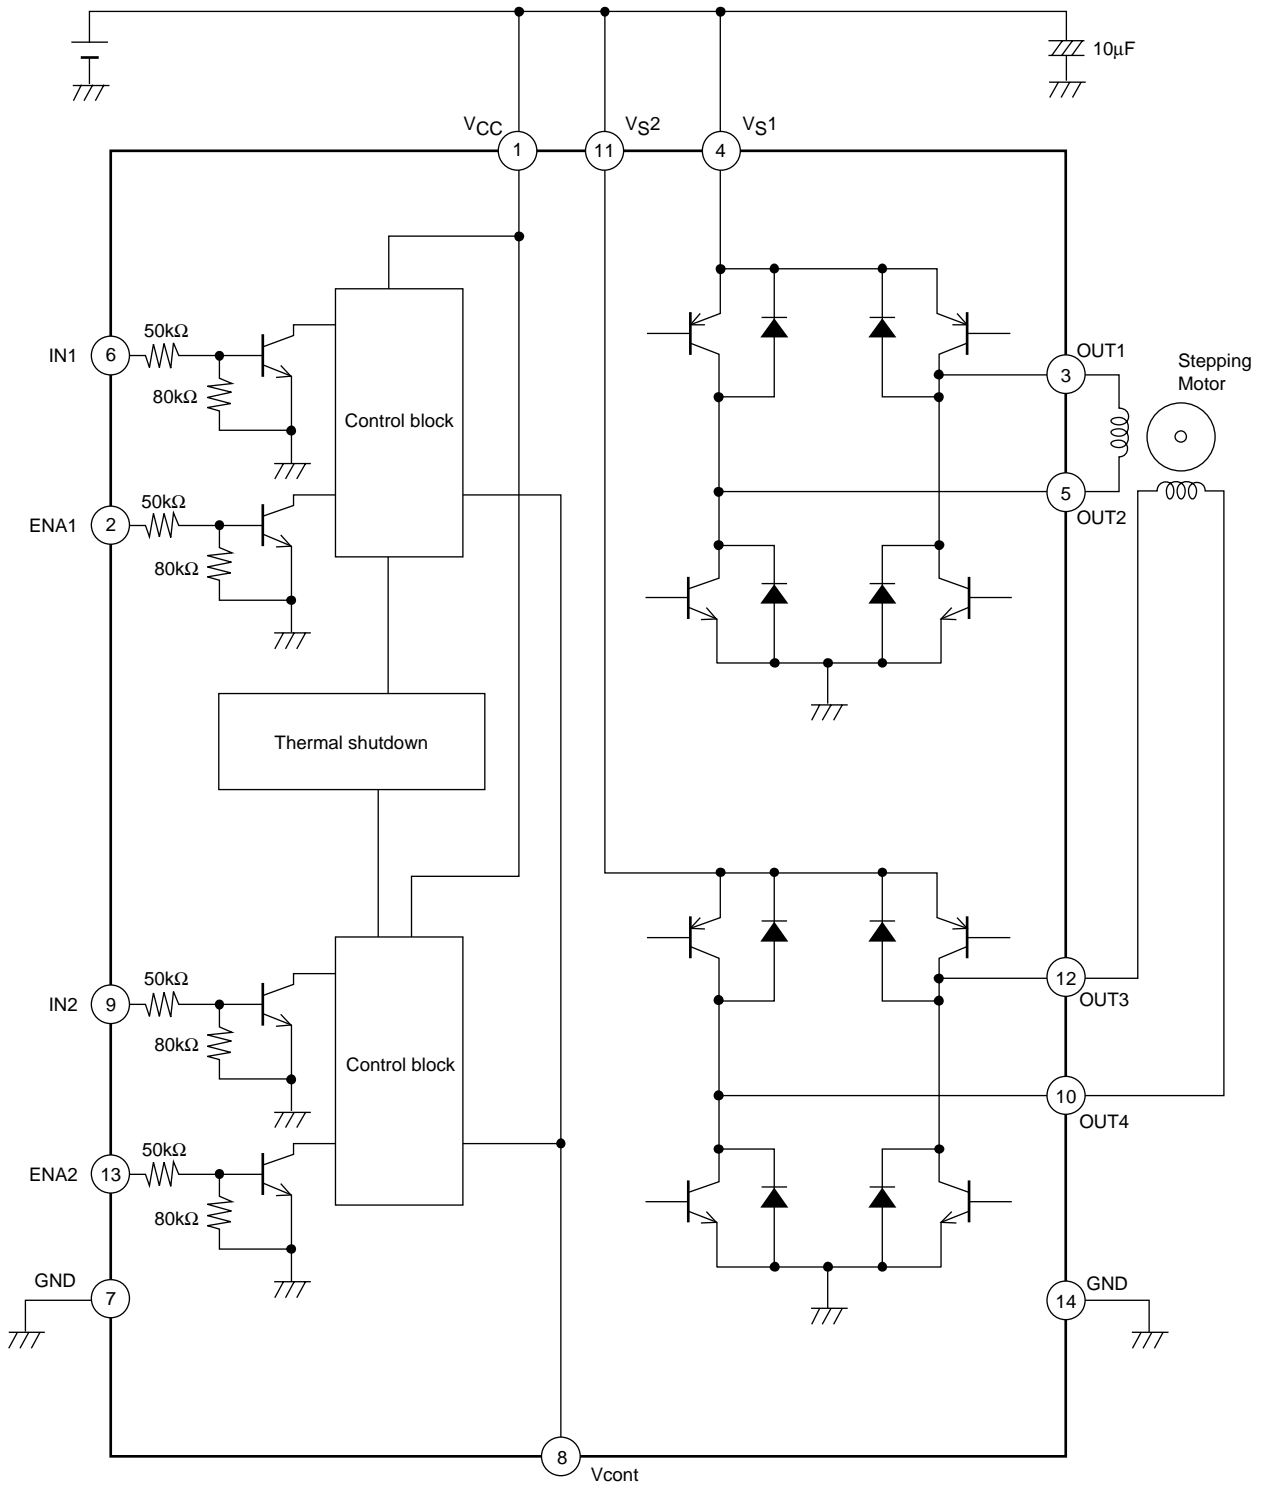 10μF
VCC
VS2
VS1
1
11
4
50kΩ
IN1
6
80kΩ
Control block
OUT1
3
Stepping
Motor
50kΩ
ENA1
2
80kΩ
5
OUT2
Thermal shutdown
50kΩ
IN2
9
80kΩ
Control block
12
OUT3
10
OUT4
50kΩ
ENA2
13
80kΩ
GND
7
GND
14
8
Vcont